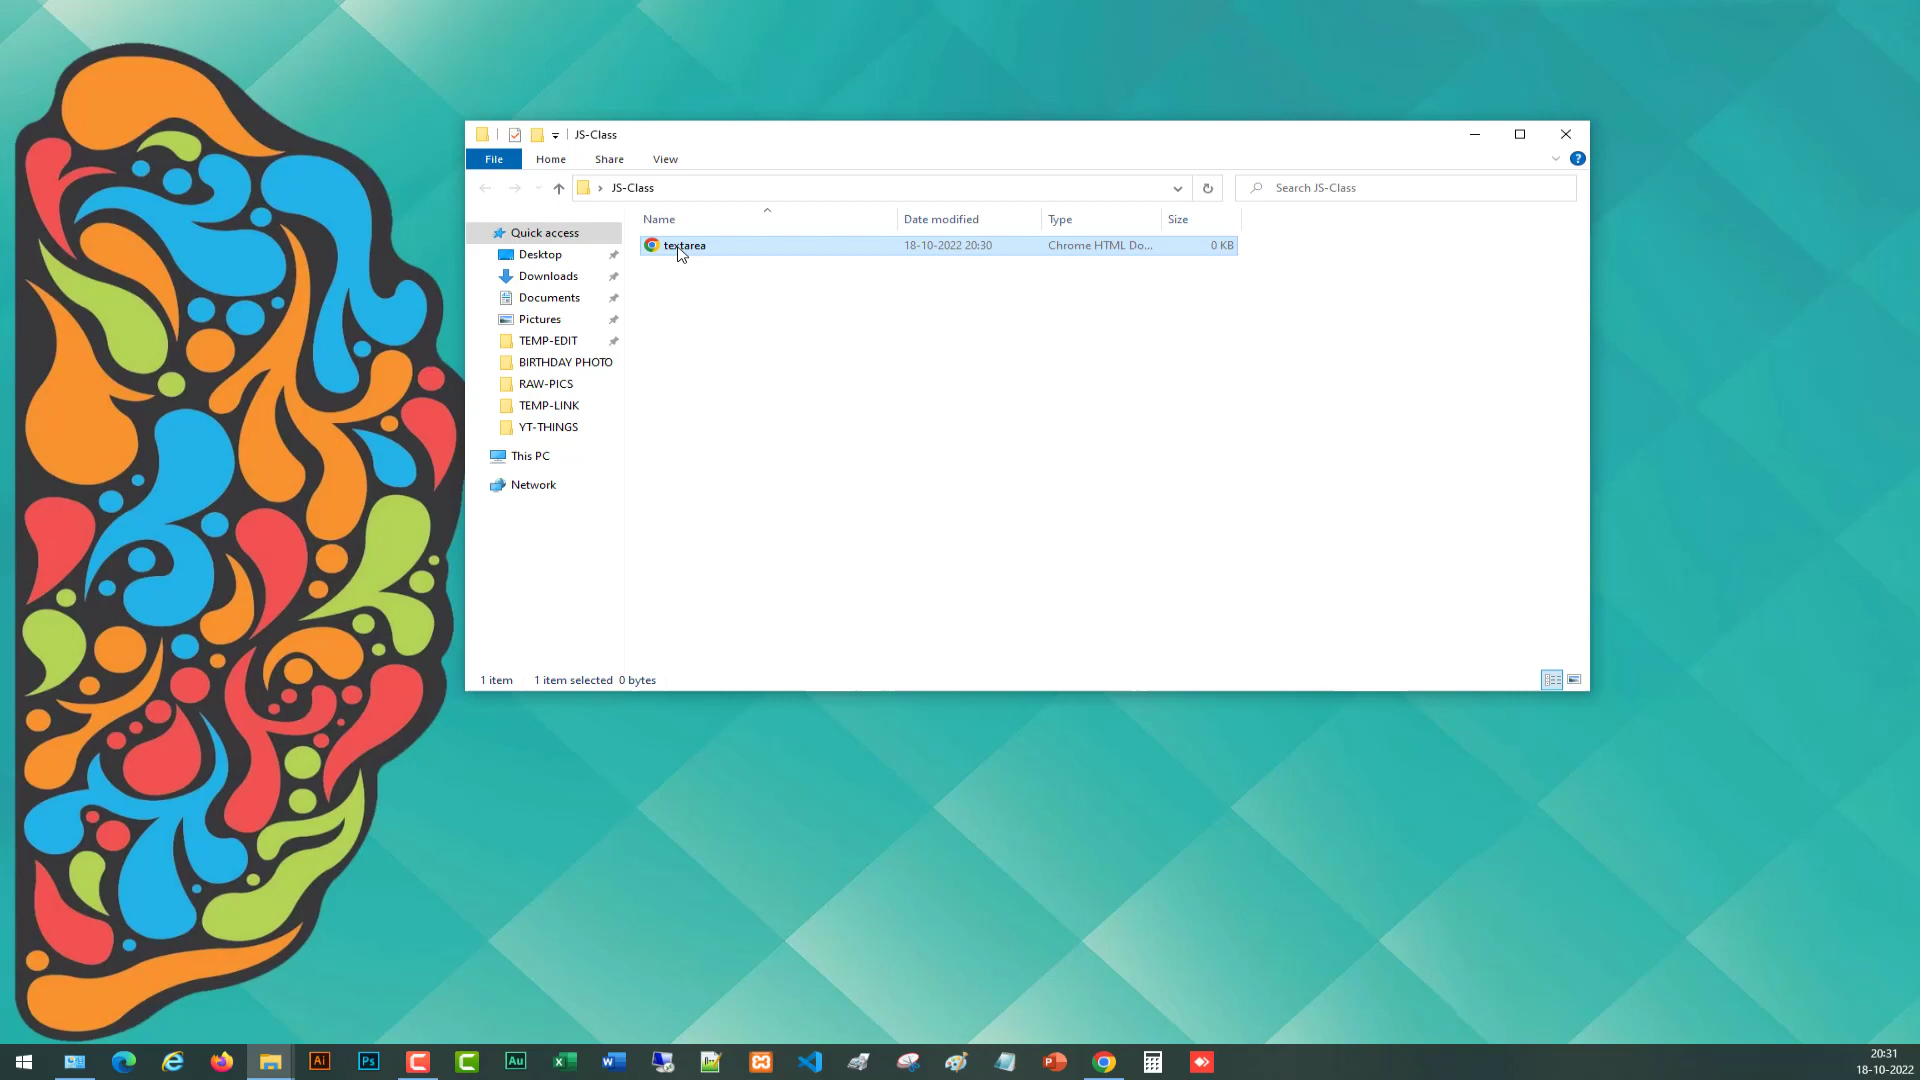 JS-Class
File Home Share View
JS-Class
Search JS-Class
Name Date modified Type Size
textarea 18-10-2022 20:30 Chrome HTML Do... 0 KB
Quick access
Desktop
Downloads
Documents
Pictures
TEMP-EDIT
BIRTHDAY PHOTO
RAW-PICS
TEMP-LINK
YT-THINGS
This PC
Network
1 item 1 item selected 0 bytes
Ai Ps Au
20:31
18-10-2022